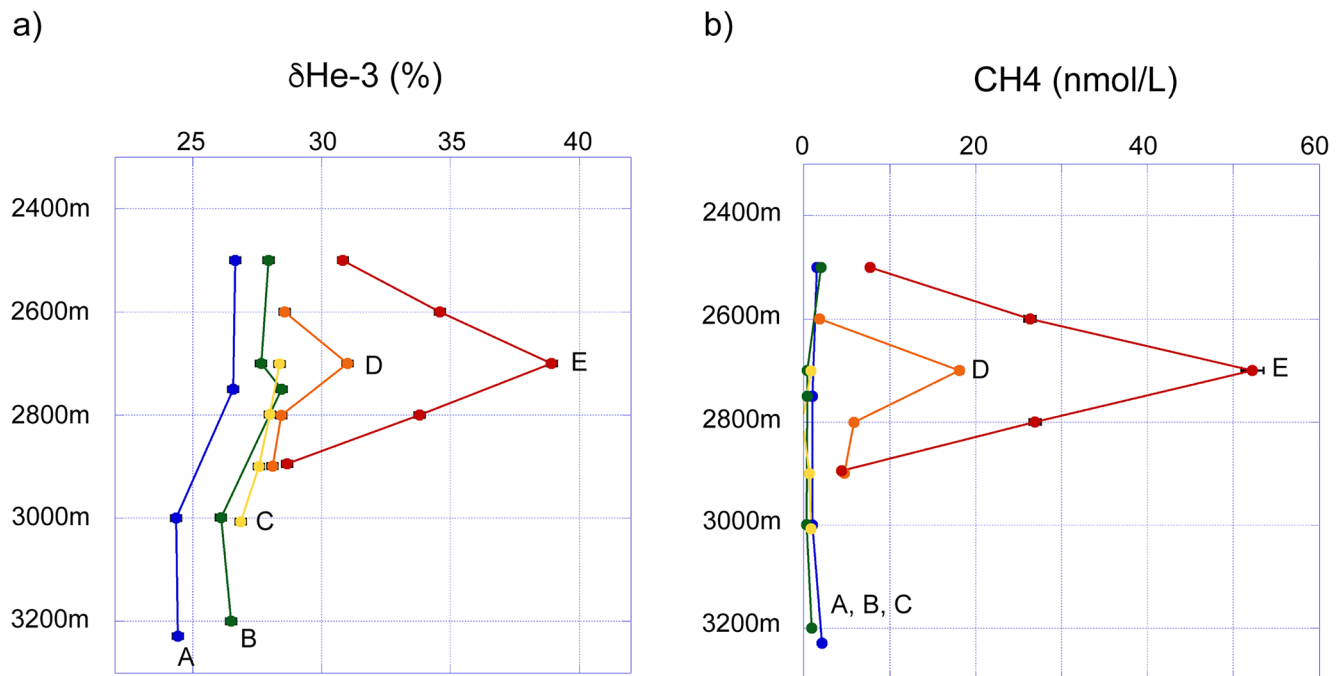 a)
δHe-3 (%)
25 30 35 40
2400m
2600m
2800m
3000m
3200m
D
E
C
B
A
b)
CH4 (nmol/L)
0 20 40 60
2400m
2600m
2800m
3000m
3200m
E
D
A, B, C